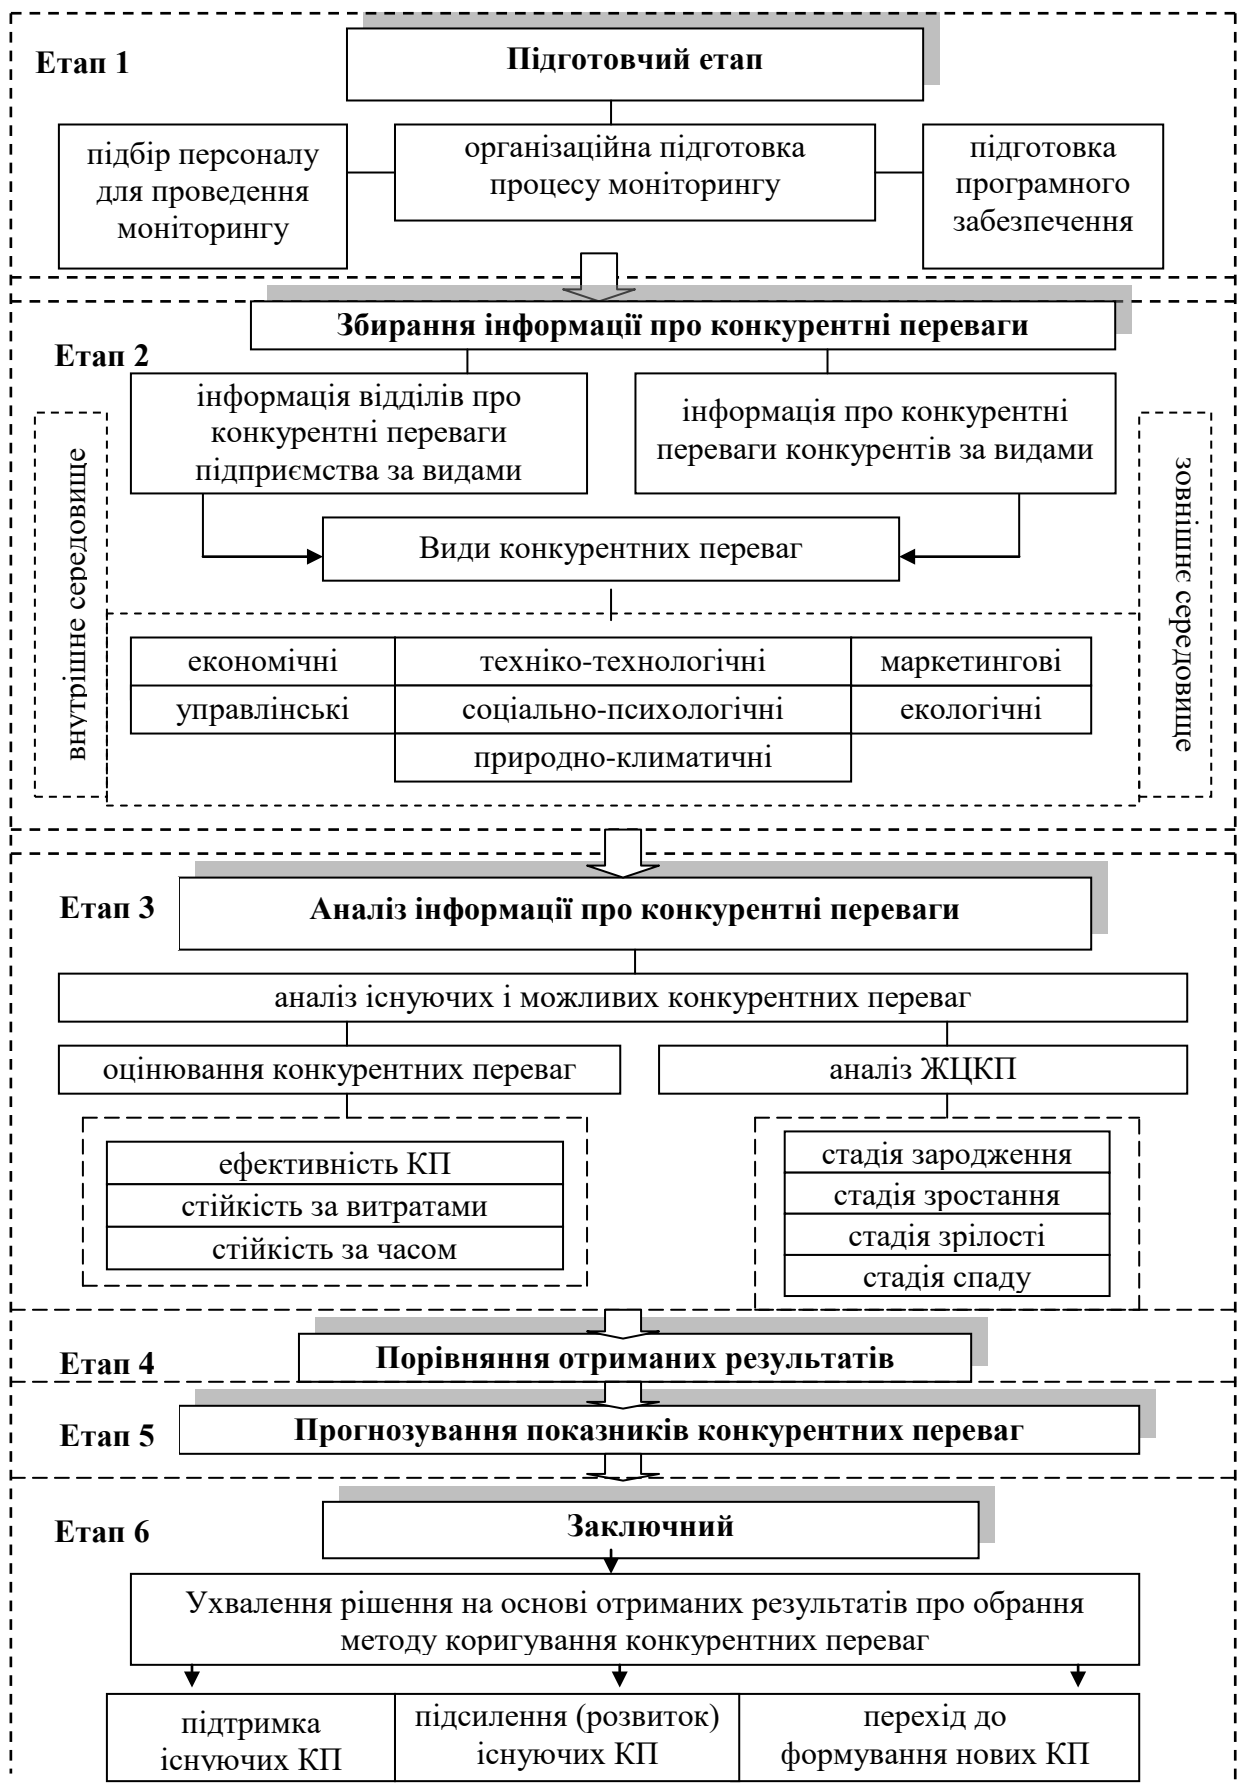 Етап 1
Підготовчий етап
підбір персоналу
для проведення
моніторингу
організаційна підготовка
процесу моніторингу
підготовка
програмного
забезпечення
Збирання інформації про конкурентні переваги
Етап 2
інформація відділів про
конкурентні переваги
підприємства за видами
інформація про конкурентні
переваги конкурентів за видами
внутрішнє середовище
зовнішнє середовище
Види конкурентних переваг
економічні
техніко-технологічні
маркетингові
управлінські
соціально-психологічні
екологічні
природно-климатичні
Етап 3
Аналіз інформації про конкурентні переваги
аналіз існуючих і можливих конкурентних переваг
оцінювання конкурентних переваг
аналіз ЖЦКП
ефективність КП
стійкість за витратами
стійкість за часом
стадія зародження
стадія зростання
стадія зрілості
стадія спаду
Етап 4
Порівняння отриманих результатів
Етап 5
Прогнозування показників конкурентних переваг
Етап 6
Заключний
Ухвалення рішення на основі отриманих результатів про обрання
методу коригування конкурентних переваг
підтримка
існуючих КП
підсилення (розвиток)
існуючих КП
перехід до
формування нових КП